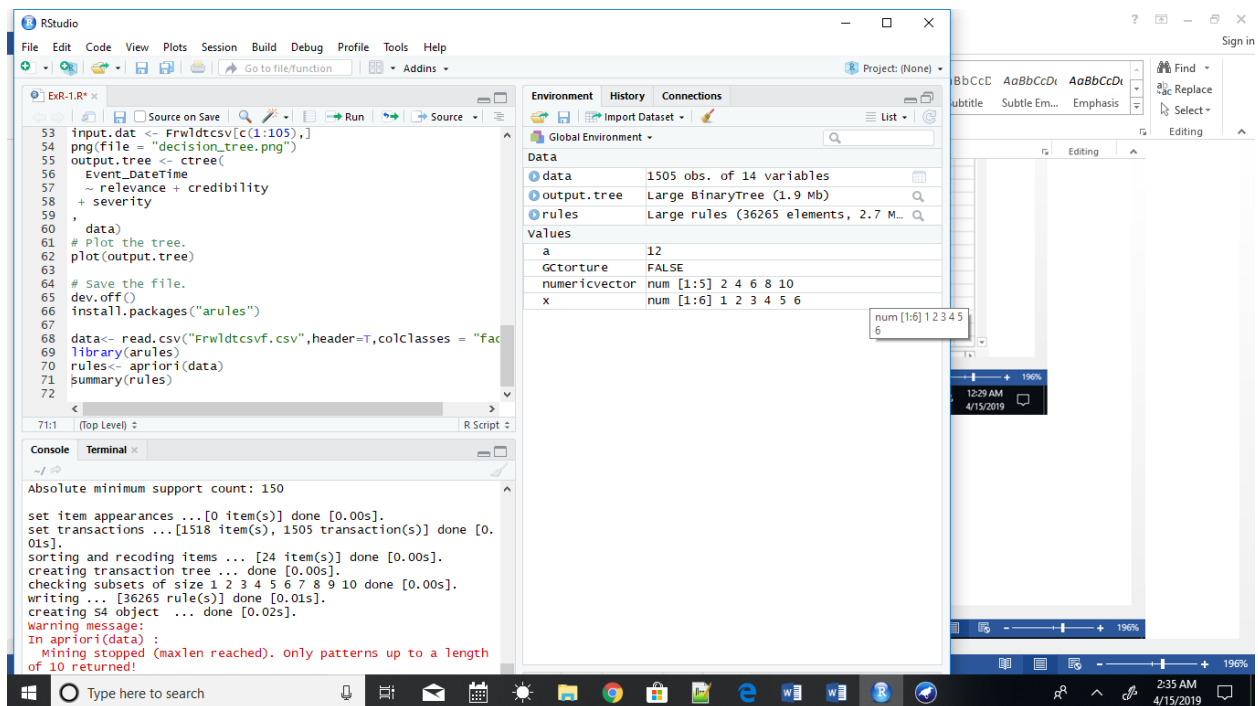 RStudio
File Edit Code View Plots Session Build Debug Profile Tools Help
Go to file/function Addins Project: (None)
ExR-1.R*
Source on Save Run Source
53 input.dat <- Frwldtcsv[c(1:105),]
54 png(file = "decision_tree.png")
55 output.tree <- ctree(
56 Event_DateTime
57 ~ relevance + credibility
58 + severity
59 ,
60 data)
61 # Plot the tree.
62 plot(output.tree)
63
64 # Save the file.
65 dev.off()
66 install.packages("arules")
67
68 data<- read.csv("Frwldtcsvf.csv",header=T,colClasses = "fac
69 library(arules)
70 rules<- apriori(data)
71 summary(rules)
72
71:1 (Top Level) R Script
Console Terminal
~/
Absolute minimum support count: 150
set item appearances ...[0 item(s)] done [0.00s].
set transactions ...[1518 item(s), 1505 transaction(s)] done [0.
01s].
sorting and recoding items ... [24 item(s)] done [0.00s].
creating transaction tree ... done [0.00s].
checking subsets of size 1 2 3 4 5 6 7 8 9 10 done [0.00s].
writing ... [36265 rule(s)] done [0.01s].
creating S4 object ... done [0.02s].
Warning message:
In apriori(data) :
Mining stopped (maxlen reached). Only patterns up to a length
of 10 returned!
Environment History Connections
Import Dataset List
Global Environment
Data
data 1505 obs. of 14 variables
output.tree Large BinaryTree (1.9 Mb)
rules Large rules (36265 elements, 2.7 M…
Values
a 12
GCtorture FALSE
numericvector num [1:5] 2 4 6 8 10
x num [1:6] 1 2 3 4 5 6
num [1:6] 1 2 3 4 5
6
?
Sign in
BbCcC AaBbCcDc AaBbCcDc
ubtitle Subtle Em... Emphasis
Find
Replace
Select
Editing
Editing
196%
12:29 AM
4/15/2019
196%
196%
Type here to search
2:35 AM
4/15/2019